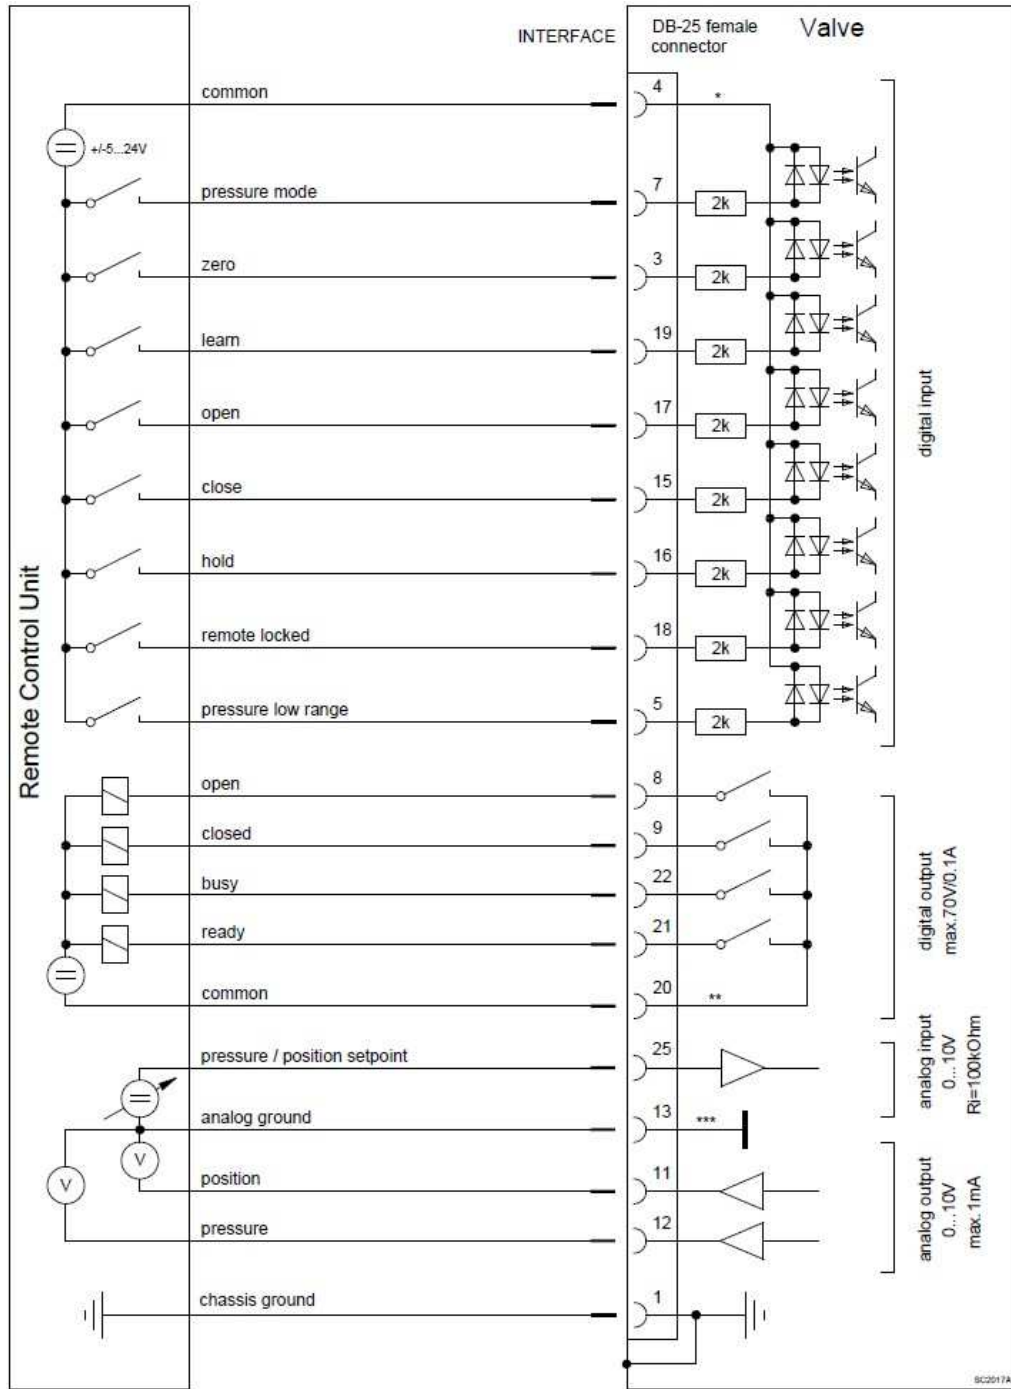 INTERFACE
DB-25 female
connector
Valve
common
4
*
+/-5...24V
pressure mode
7
2k
zero
3
2k
learn
19
2k
open
17
2k
close
15
2k
hold
16
2k
remote locked
18
2k
pressure low range
5
2k
digital input
Remote Control Unit
open
8
closed
9
busy
22
ready
21
common
20
**
digital output
max.70V/0.1A
pressure / position setpoint
25
analog input
0...10V
Ri=100kOhm
analog ground
13
***
V
V
position
11
pressure
12
analog output
0...10V
max.1mA
chassis ground
1
SC2017A